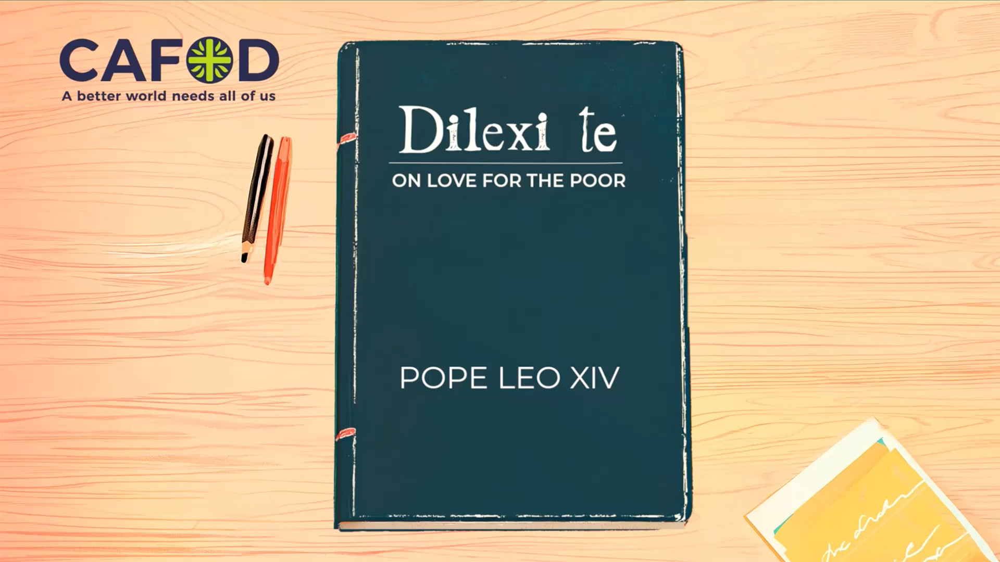 CAFOD
A better world needs all of us
Dilexi te
ON LOVE FOR THE POOR
POPE LEO XIV